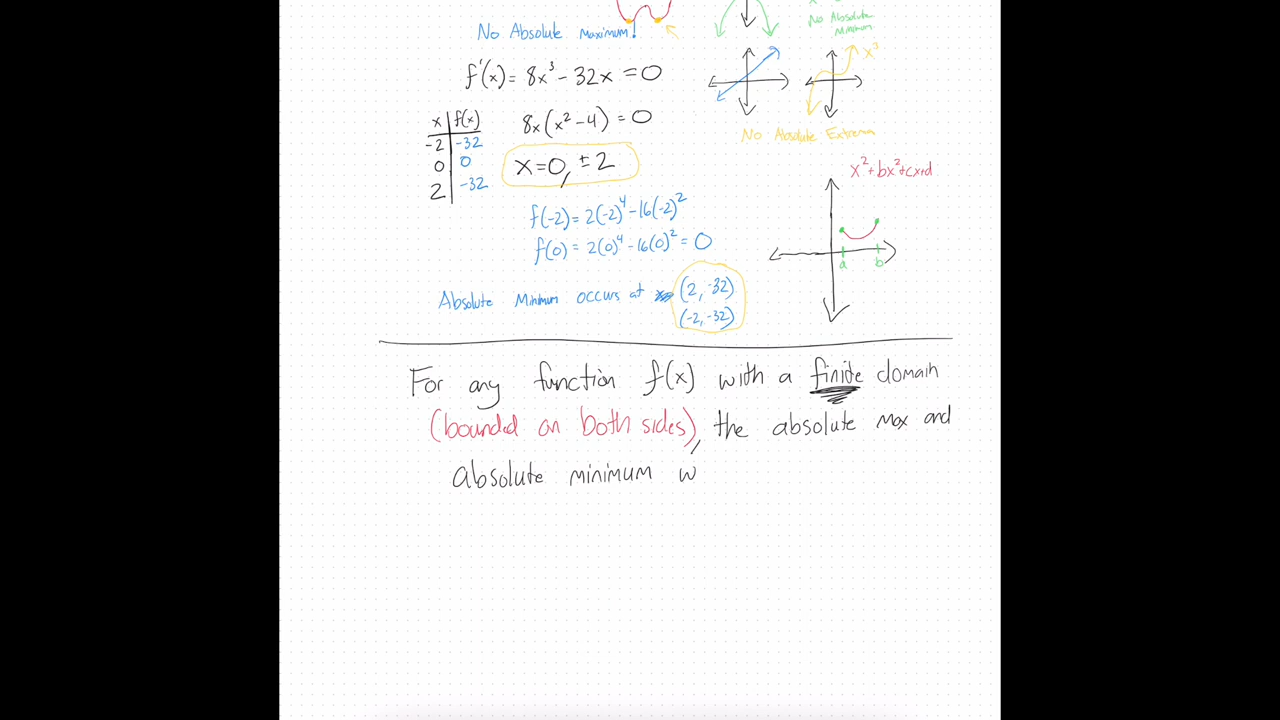 No Absolute maximum!
No Absolute
Minimum
f'(x) = 8x³ - 32x = 0
x³
x f(x)
8x(x² - 4) = 0
-2 -32
No Absolute Extrema
0 0
x = 0, ± 2
2 -32
x² + bx² + cx + d
f(-2) = 2(-2)⁴ - 16(-2)²
f(0) = 2(0)⁴ - 16(0)² = 0
a b
Absolute Minimum occurs at (2, -32)
(-2, -32)
For any function f(x) with a finite domain
(bounded on both sides), the absolute max and
absolute minimum w